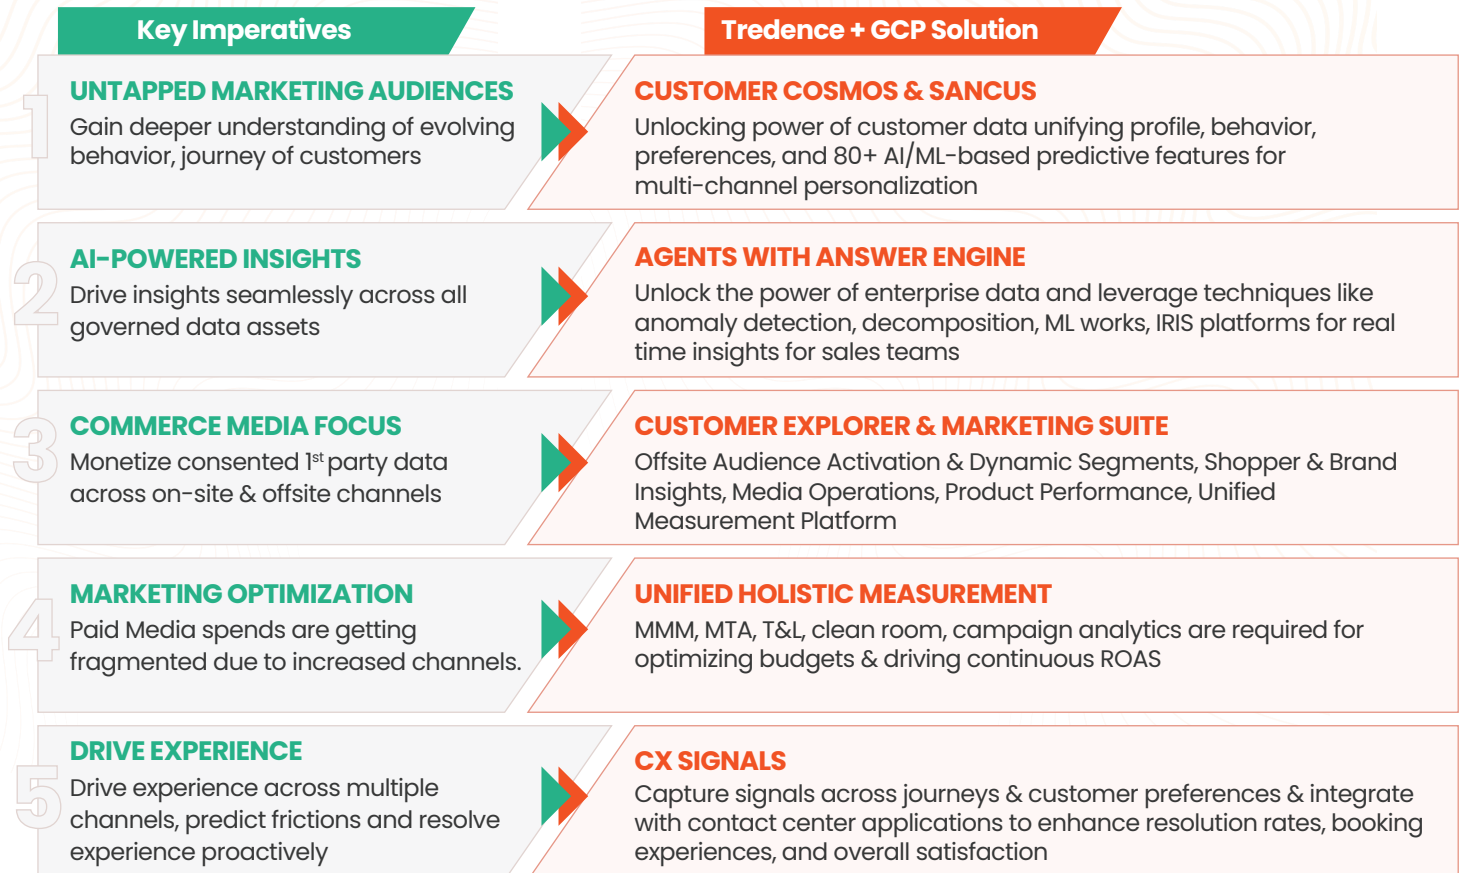 Key Imperatives
Tredence + GCP Solution
1
UNTAPPED MARKETING AUDIENCES
Gain deeper understanding of evolving
behavior, journey of customers
CUSTOMER COSMOS & SANCUS
Unlocking power of customer data unifying profile, behavior,
preferences, and 80+ AI/ML-based predictive features for
multi-channel personalization
2
AI-POWERED INSIGHTS
Drive insights seamlessly across all
governed data assets
AGENTS WITH ANSWER ENGINE
Unlock the power of enterprise data and leverage techniques like
anomaly detection, decomposition, ML works, IRIS platforms for real
time insights for sales teams
3
COMMERCE MEDIA FOCUS
Monetize consented 1st party data
across on-site & offsite channels
CUSTOMER EXPLORER & MARKETING SUITE
Offsite Audience Activation & Dynamic Segments, Shopper & Brand
Insights, Media Operations, Product Performance, Unified
Measurement Platform
4
MARKETING OPTIMIZATION
Paid Media spends are getting
fragmented due to increased channels.
UNIFIED HOLISTIC MEASUREMENT
MMM, MTA, T&L, clean room, campaign analytics are required for
optimizing budgets & driving continuous ROAS
5
DRIVE EXPERIENCE
Drive experience across multiple
channels, predict frictions and resolve
experience proactively
CX SIGNALS
Capture signals across journeys & customer preferences & integrate
with contact center applications to enhance resolution rates, booking
experiences, and overall satisfaction